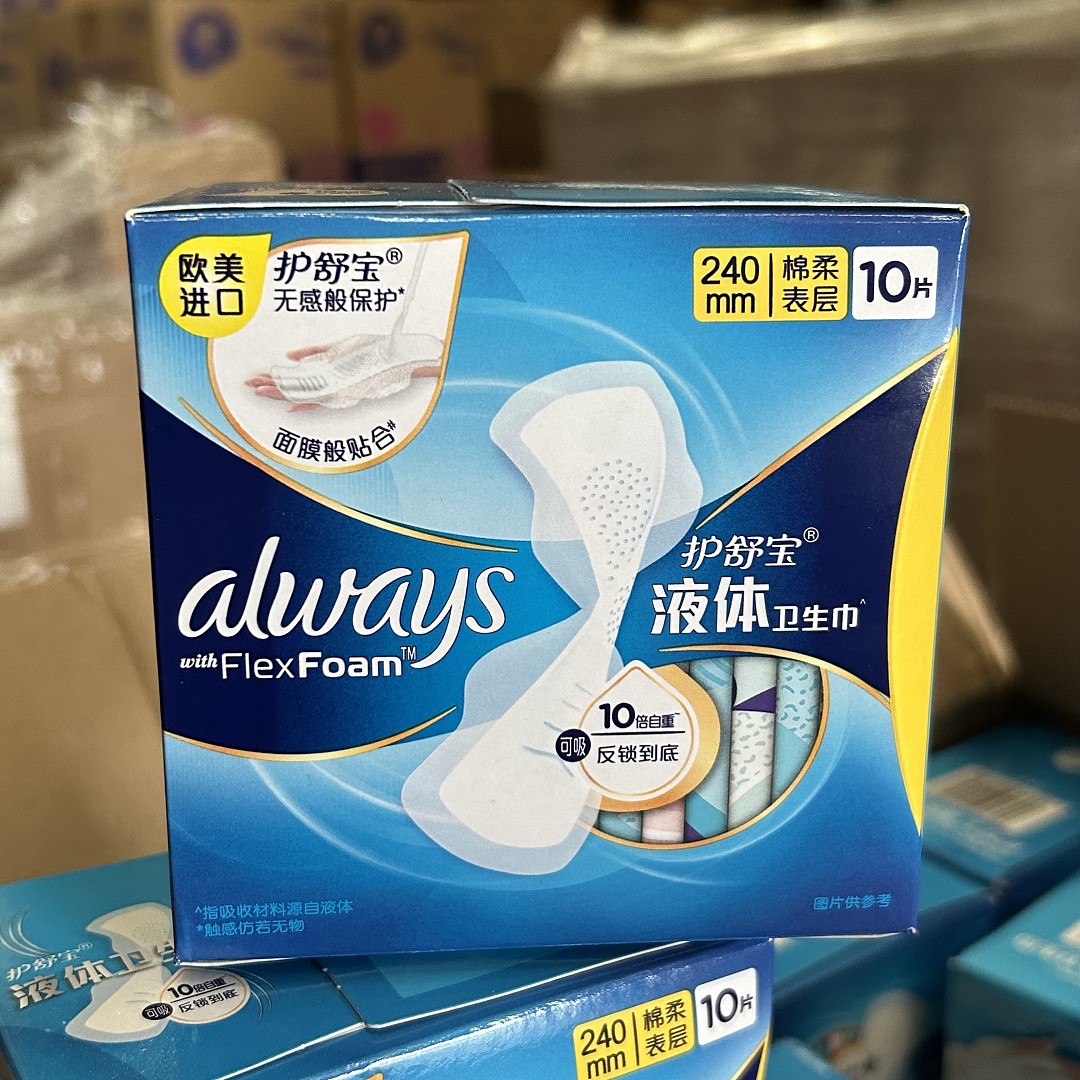 欧美
进口
护舒宝®
无感般保护*
面膜般贴合#
240
mm
棉柔
表层
10片
always
with FlexFoam™
护舒宝®
液体卫生巾^
10倍自重~
可吸
反锁到底
^指吸收材料源自液体
*触感仿若无物
图片供参考
护舒宝®
液体卫生
10倍自重~
可吸
反锁到底
240
mm
棉柔
表层
10片